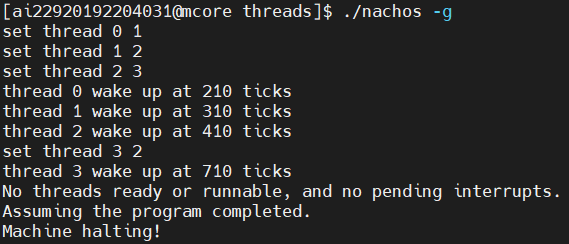 [ai22920192204031@mcore threads]$ ./nachos -g
set thread 0 1
set thread 1 2
set thread 2 3
thread 0 wake up at 210 ticks
thread 1 wake up at 310 ticks
thread 2 wake up at 410 ticks
set thread 3 2
thread 3 wake up at 710 ticks
No threads ready or runnable, and no pending interrupts.
Assuming the program completed.
Machine halting!